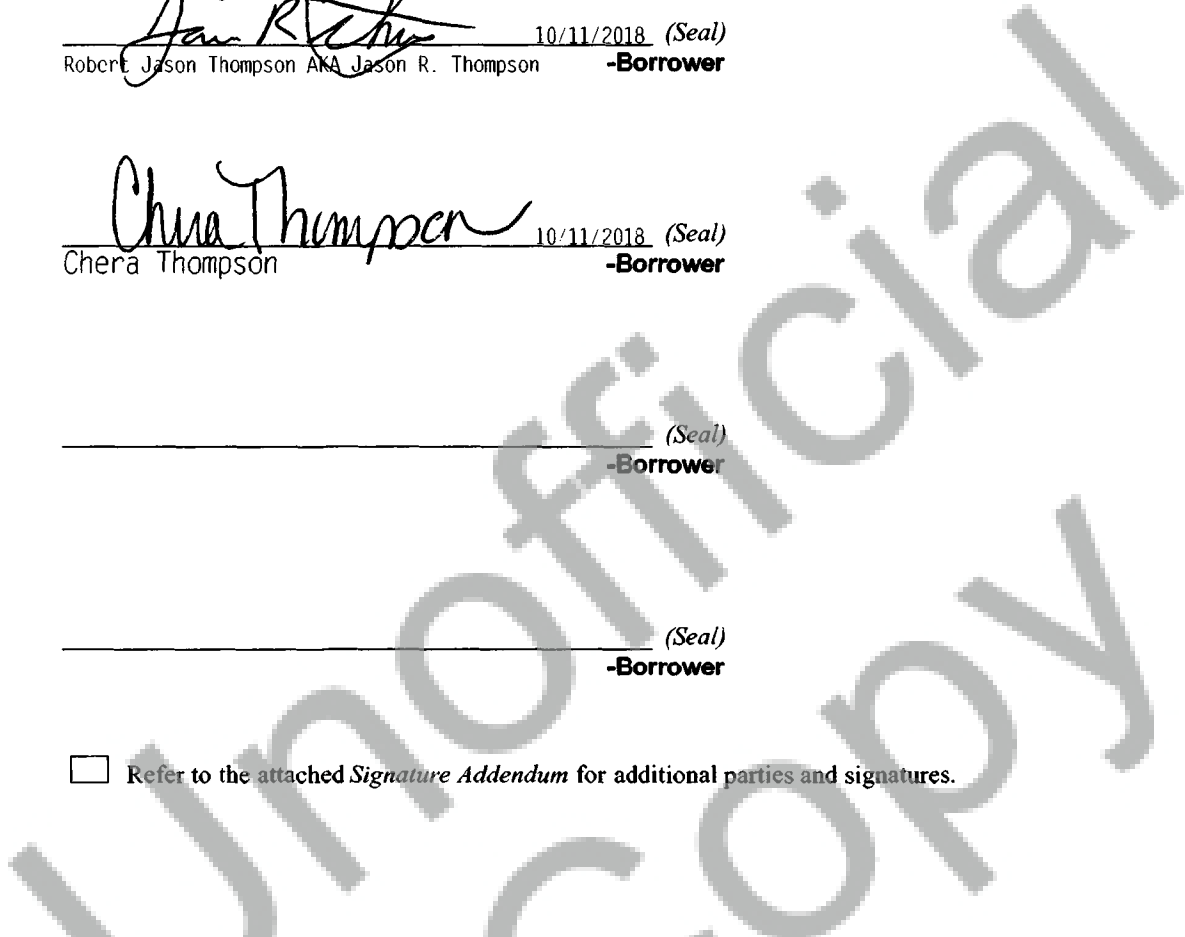 10/11/2018 (Seal)
Robert Jason Thompson AKA Jason R. Thompson -Borrower
Chera Thompson 10/11/2018 (Seal)
Chera Thompson -Borrower
(Seal)
-Borrower
(Seal)
-Borrower
Refer to the attached Signature Addendum for additional parties and signatures.
Unofficial
Copy